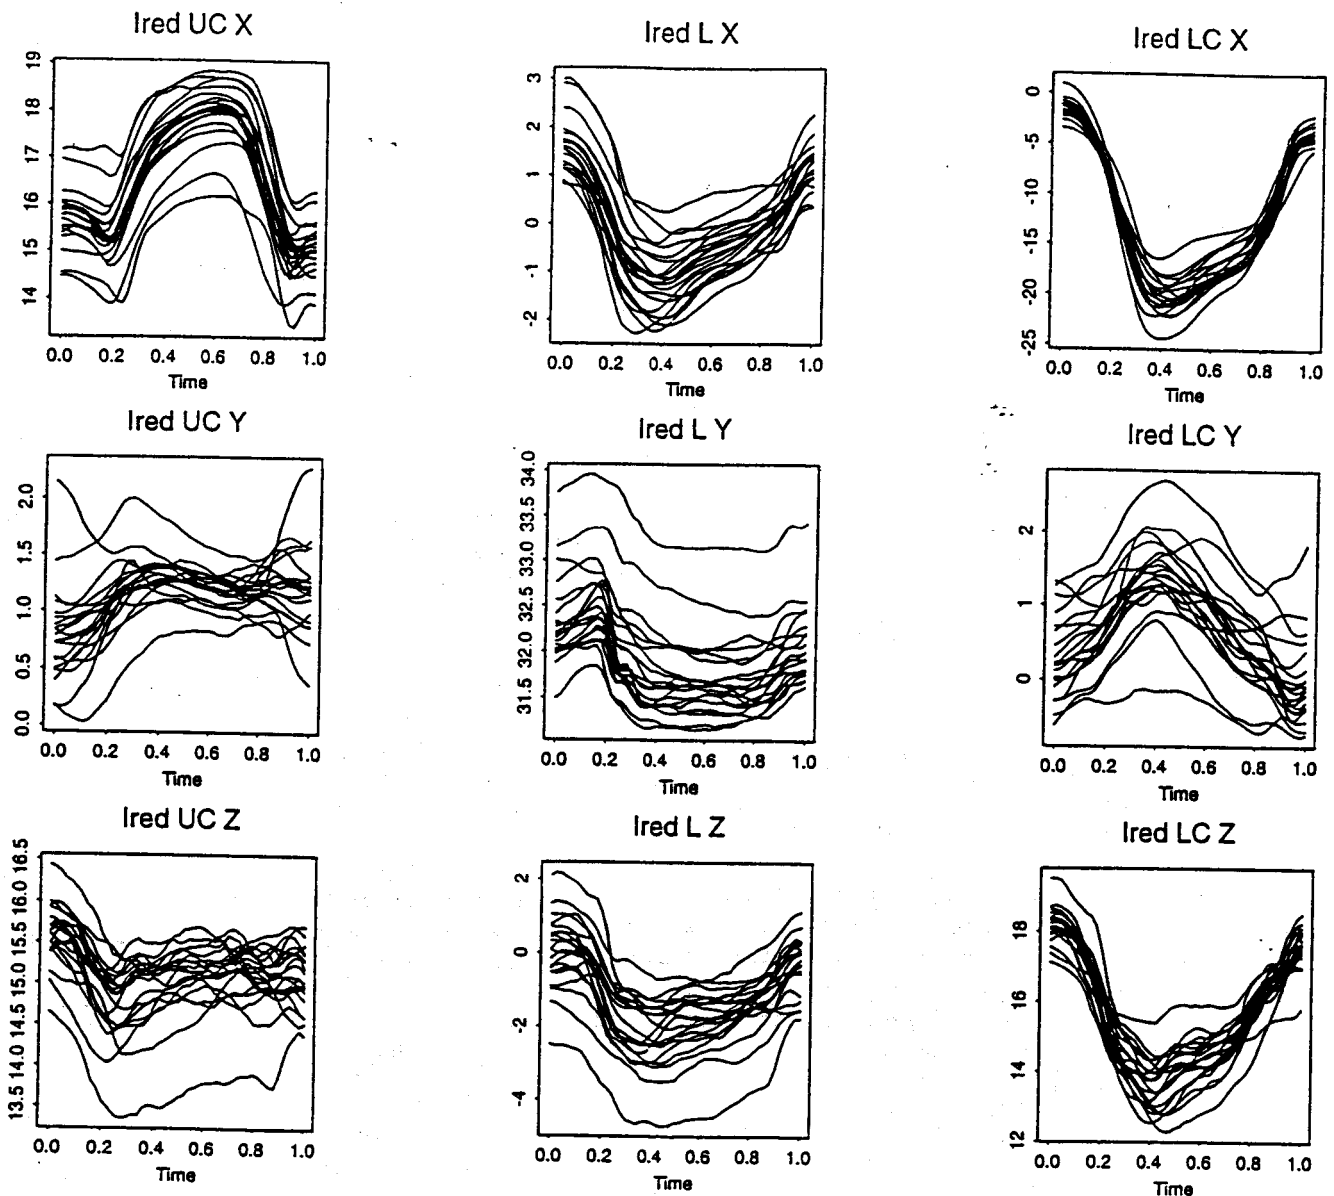 Ired UC X
19
18
17
16
15
14
0.0 0.2 0.4 0.6 0.8 1.0
Time
Ired L X
3
2
1
0
-1
-2
0.0 0.2 0.4 0.6 0.8 1.0
Time
Ired LC X
0
-5
-10
-15
-20
-25
0.0 0.2 0.4 0.6 0.8 1.0
Time
Ired UC Y
2.0
1.5
1.0
0.5
0.0
0.0 0.2 0.4 0.6 0.8 1.0
Time
Ired L Y
34.0
33.5
33.0
32.5
32.0
31.5
0.0 0.2 0.4 0.6 0.8 1.0
Time
Ired LC Y
2
1
0
0.0 0.2 0.4 0.6 0.8 1.0
Time
Ired UC Z
16.5
16.0
15.5
15.0
14.5
14.0
13.5
0.0 0.2 0.4 0.6 0.8 1.0
Time
Ired L Z
2
0
-2
-4
0.0 0.2 0.4 0.6 0.8 1.0
Time
Ired LC Z
18
16
14
12
0.0 0.2 0.4 0.6 0.8 1.0
Time